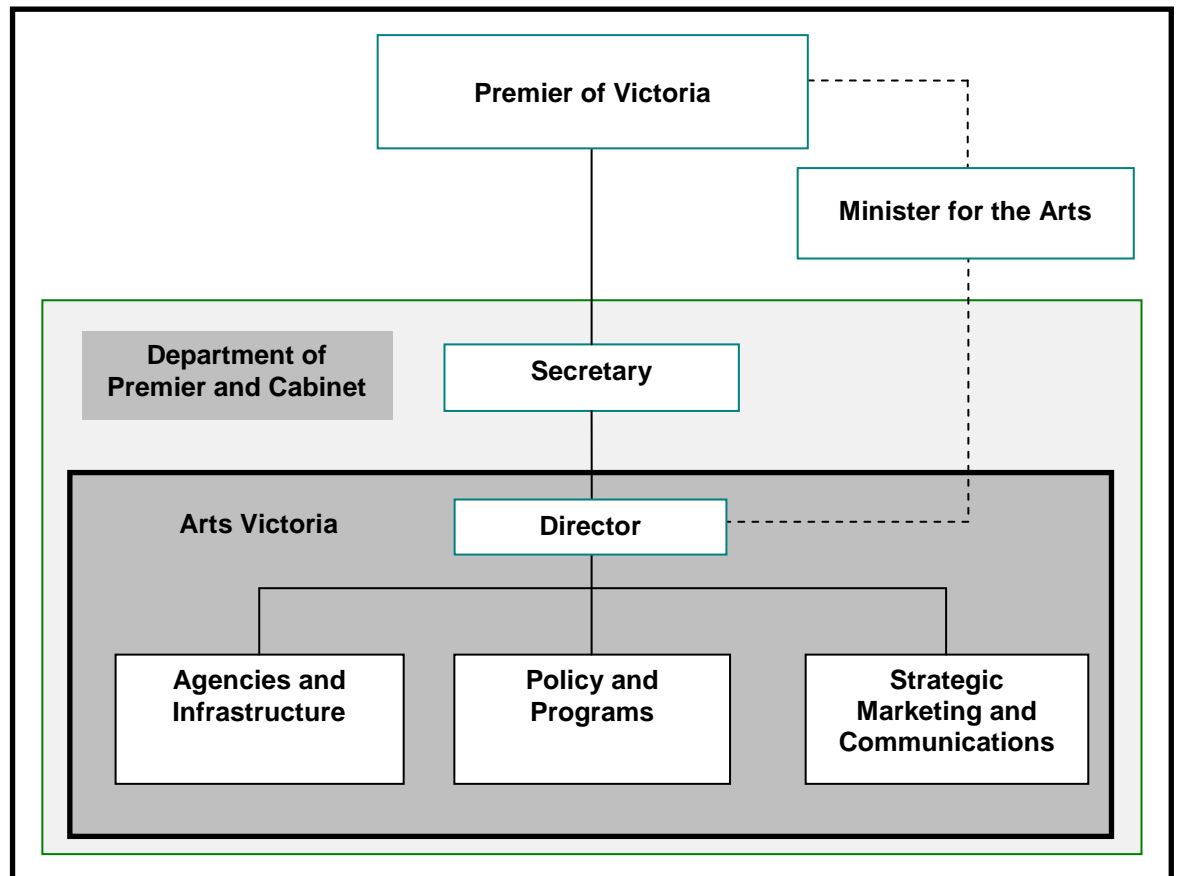 Premier of Victoria
Minister for the Arts
Department of
Premier and Cabinet
Secretary
Arts Victoria
Director
Agencies and
Infrastructure
Policy and
Programs
Strategic
Marketing and
Communications